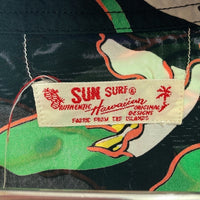 SUN SURF®
AUTHENTIC Hawaiian ORIGINAL
DESIGNS
FABRIC FROM THE ISLANDS